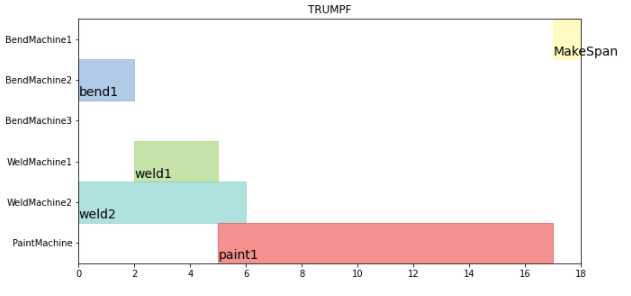 TRUMPF
BendMachine1
MakeSpan
BendMachine2
bend1
BendMachine3
WeldMachine1
weld1
WeldMachine2
weld2
PaintMachine
paint1
0 2 4 6 8 10 12 14 16 18